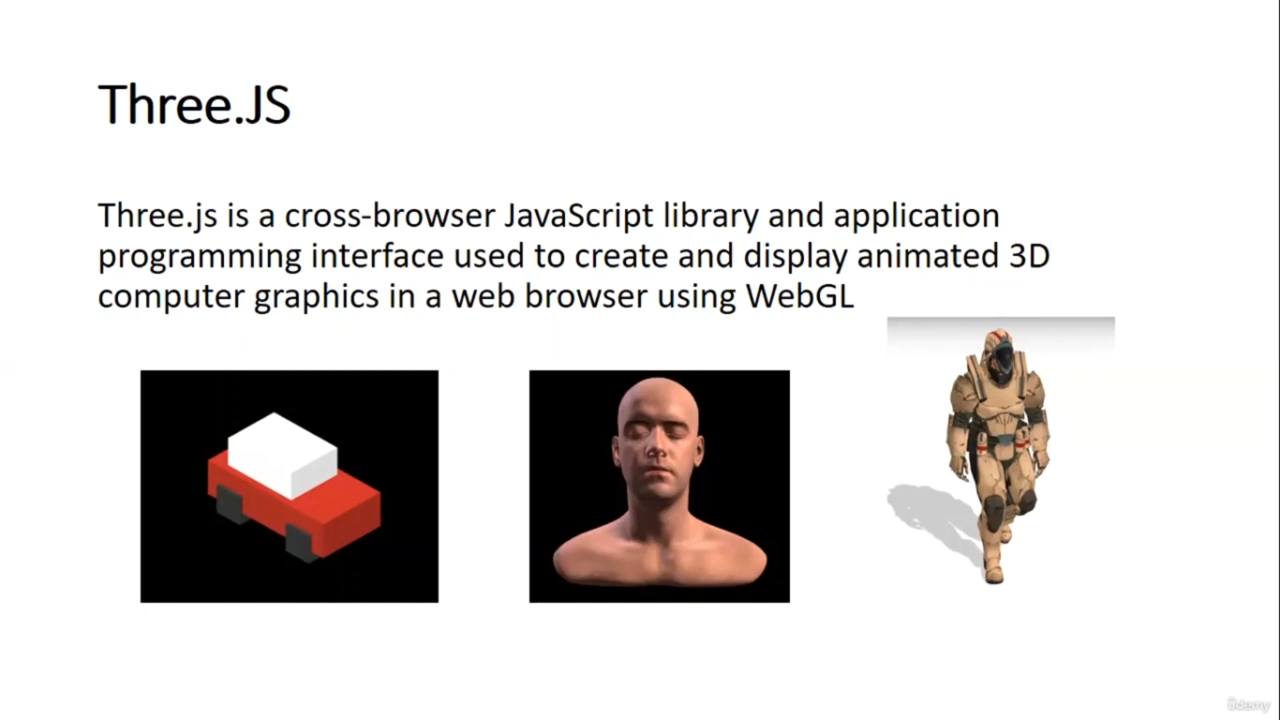 Three.JS
Three.js is a cross-browser JavaScript library and application
programming interface used to create and display animated 3D
computer graphics in a web browser using WebGL
ûdemy